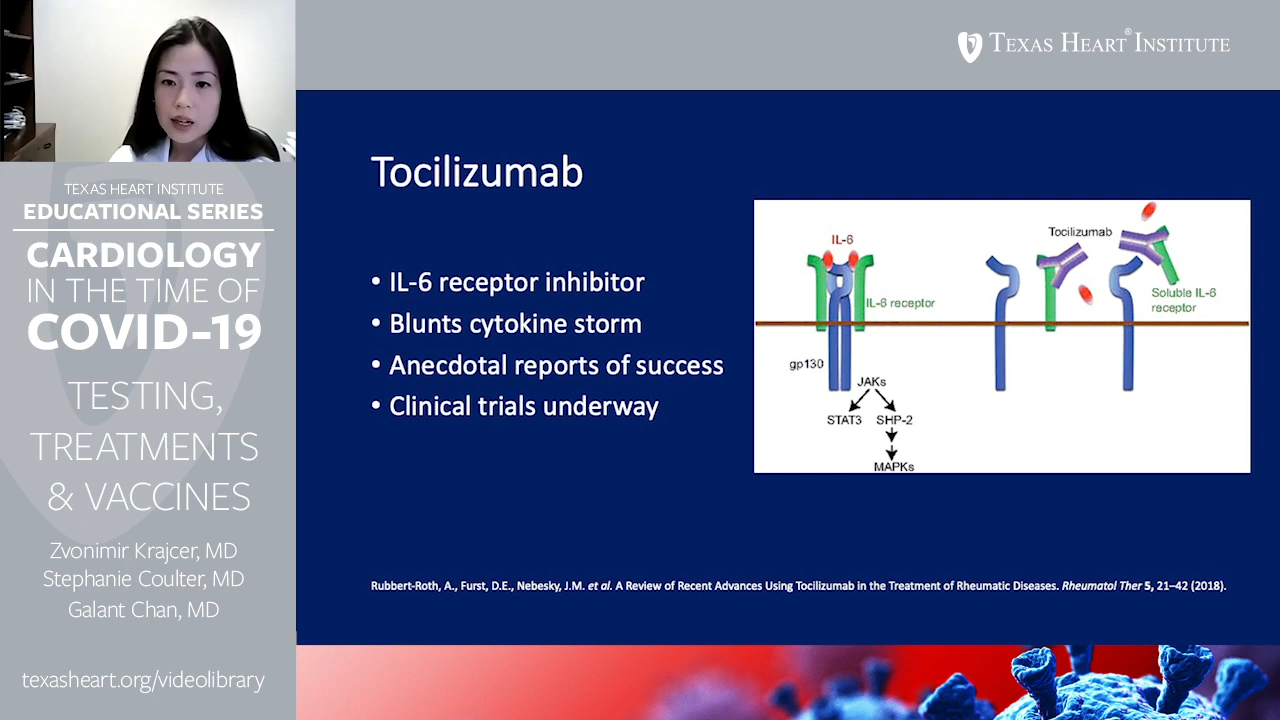 TEXAS HEART® INSTITUTE
TEXAS HEART INSTITUTE
EDUCATIONAL SERIES
CARDIOLOGY
IN THE TIME OF
COVID-19
TESTING,
TREATMENTS
& VACCINES
Zvonimir Krajcer, MD
Stephanie Coulter, MD
Galant Chan, MD
texasheart.org/videolibrary
Tocilizumab
• IL-6 receptor inhibitor
• Blunts cytokine storm
• Anecdotal reports of success
• Clinical trials underway
IL-6
IL-6 receptor
gp130
JAKs
STAT3 SHP-2
MAPKs
Tocilizumab
Soluble IL-6
receptor
Rubbert-Roth, A., Furst, D.E., Nebesky, J.M. et al. A Review of Recent Advances Using Tocilizumab in the Treatment of Rheumatic Diseases. Rheumatol Ther 5, 21–42 (2018).